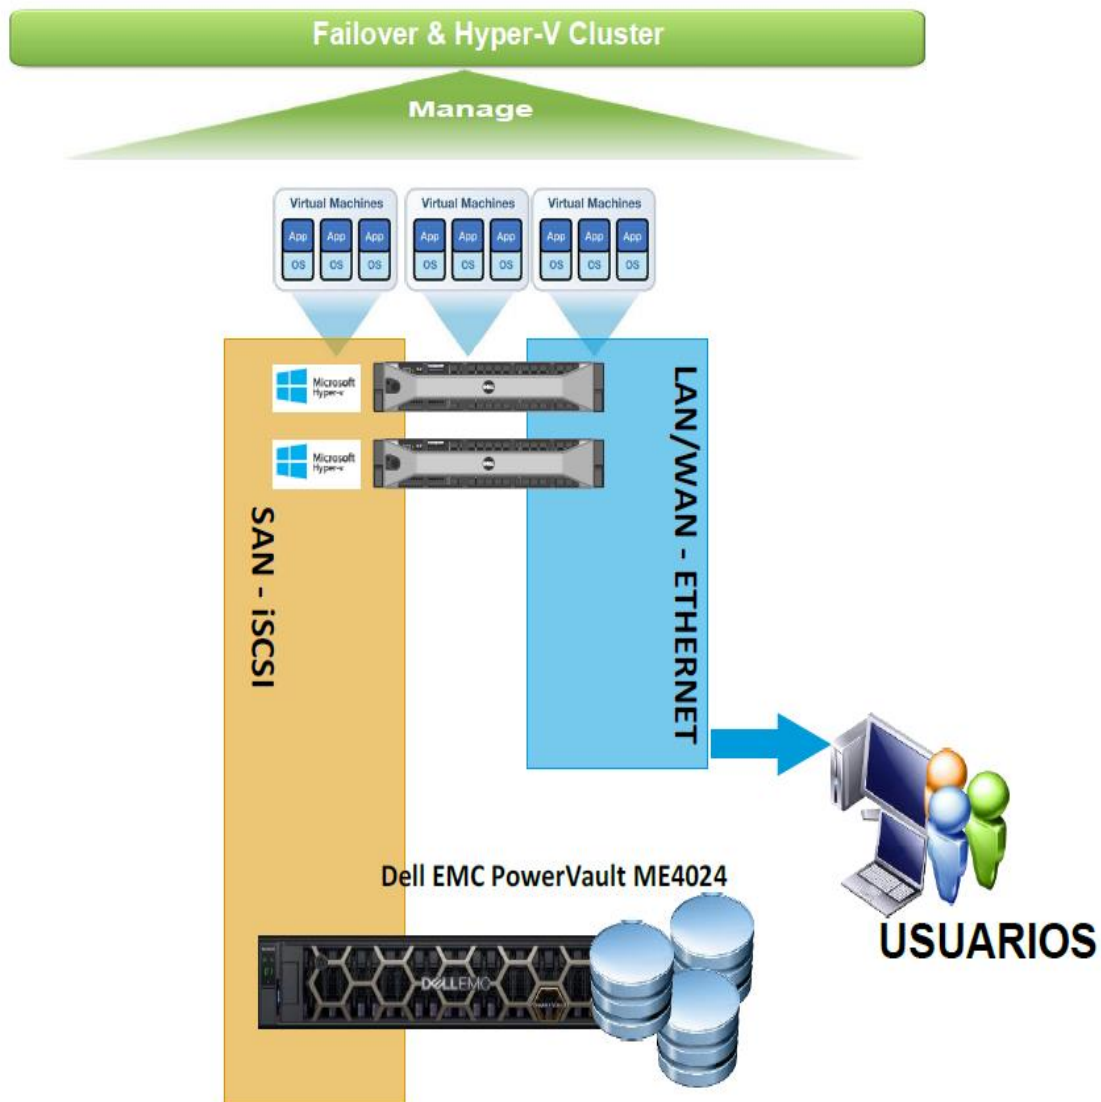 Failover & Hyper-V Cluster
Manage
Virtual Machines
App App App
OS OS OS
Virtual Machines
App App App
OS OS OS
Virtual Machines
App App App
OS OS OS
Microsoft
Hyper-v
Microsoft
Hyper-v
SAN - iSCSI
LAN/WAN - ETHERNET
Dell EMC PowerVault ME4024
DELLEMC
USUARIOS